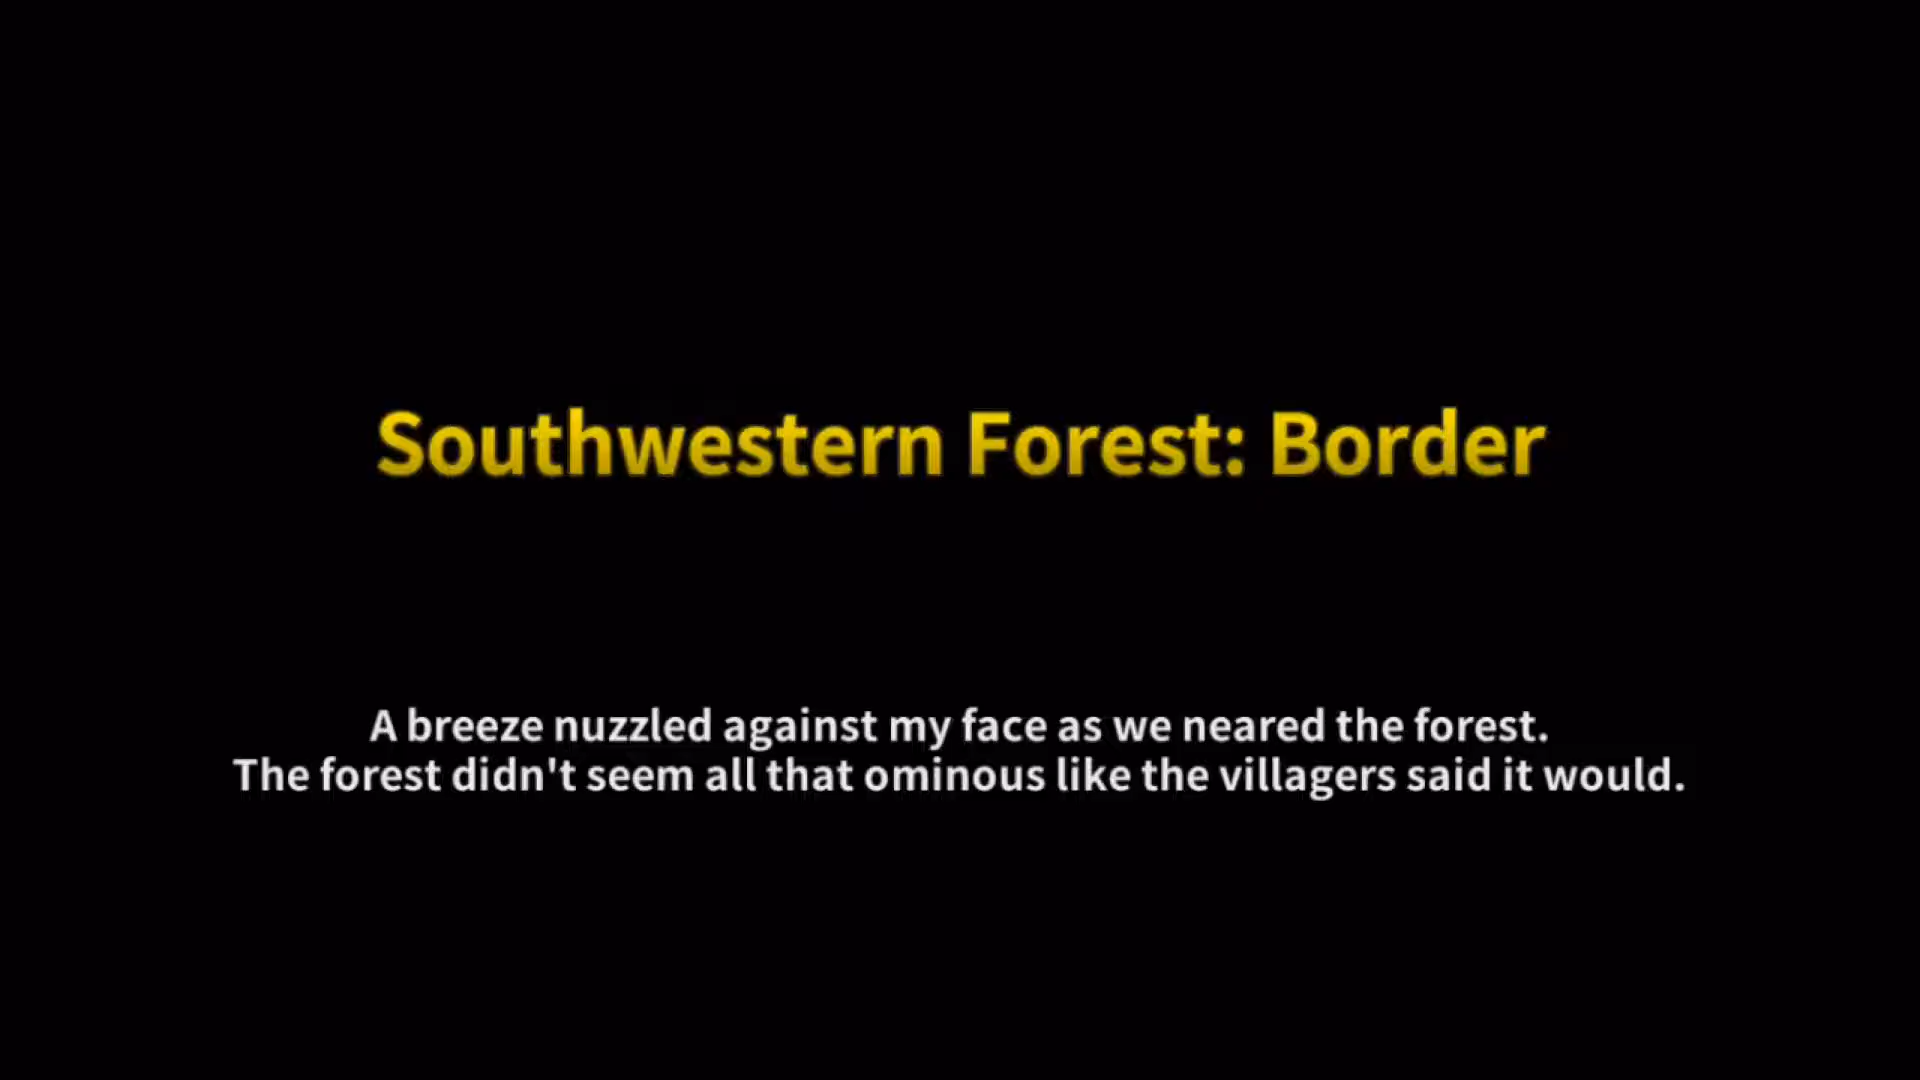 Southwestern Forest: Border
A breeze nuzzled against my face as we neared the forest.
The forest didn't seem all that ominous like the villagers said it would.